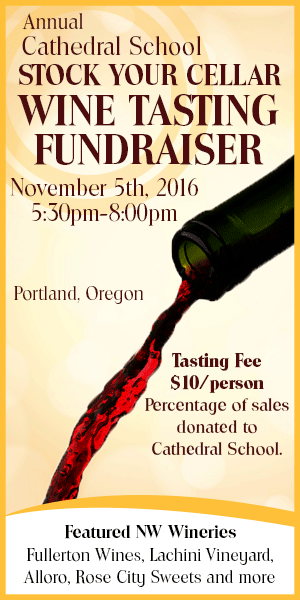 Annual
Cathedral School
STOCK YOUR CELLAR
WINE TASTING
FUNDRAISER
November 5th, 2016
5:30pm-8:00pm
Portland, Oregon
Tasting Fee
$10/person
Percentage of sales
donated to
Cathedral School.
Featured NW Wineries
Fullerton Wines, Lachini Vineyard,
Alloro, Rose City Sweets and more